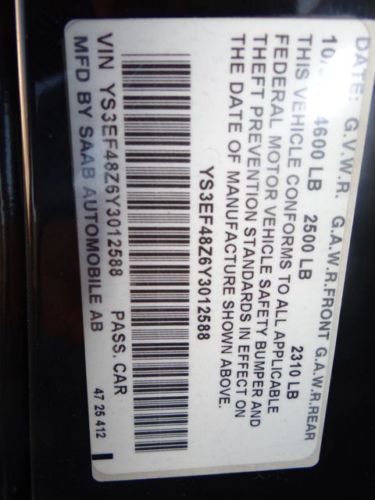 DATE: G.V.W.R. G.A.W.R.FRONT G.A.W.R.REAR
4600 LB 2500 LB 2310 LB
THIS VEHICLE CONFORMS TO ALL APPLICABLE
FEDERAL MOTOR VEHICLE SAFETY BUMPER AND
THEFT PREVENTION STANDARDS IN EFFECT ON
THE DATE OF MANUFACTURE SHOWN ABOVE.
YS3EF48Z6Y3012588
VIN YS3EF48Z6Y3012588 PASS. CAR
MFD BY SAAB AUTOMOBILE AB 47 25 412